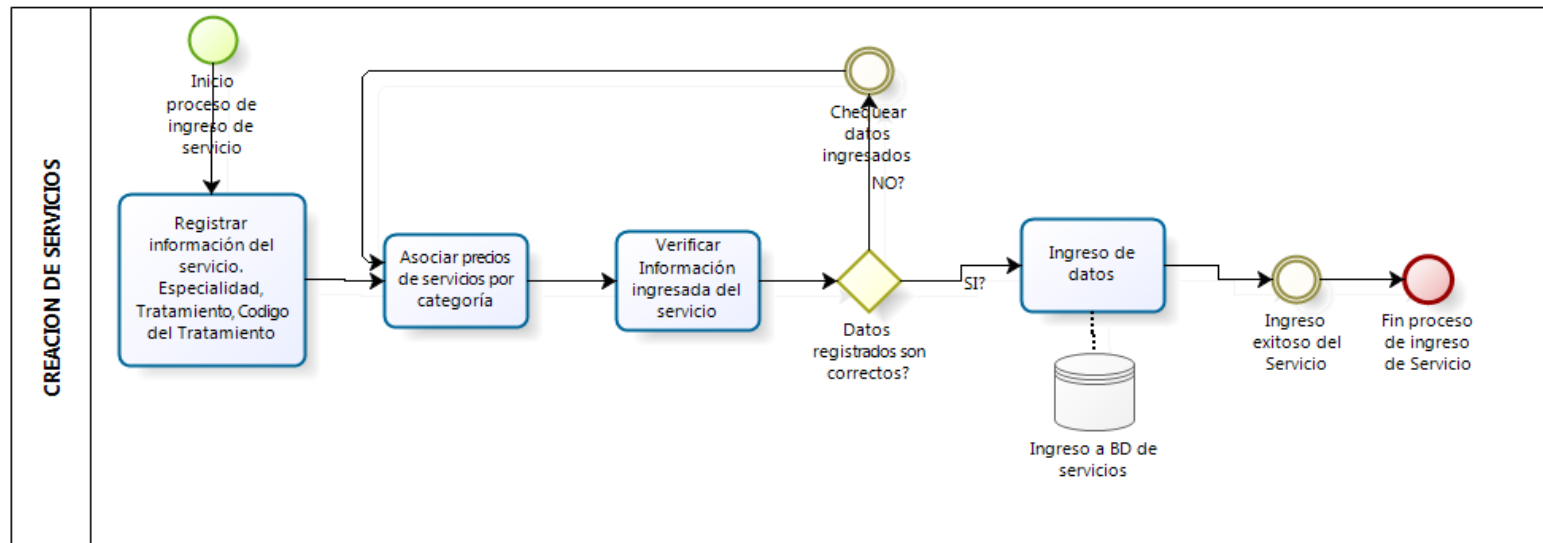 CREACION DE SERVICIOS
Inicio
proceso de
ingreso de
servicio
Registrar
información del
servicio.
Especialidad,
Tratamiento, Codigo
del Tratamiento
Asociar precios
de servicios por
categoría
Verificar
Información
ingresada del
servicio
Chequear
datos
ingresados
NO?
Datos
registrados son
correctos?
SI?
Ingreso de
datos
Ingreso a BD de
servicios
Ingreso
exitoso del
Servicio
Fin proceso
de ingreso
de Servicio